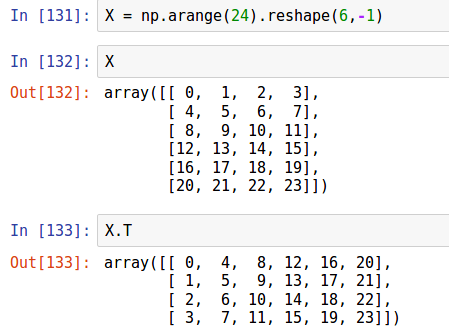 In [131]: X = np.arange(24).reshape(6,-1)
In [132]: X
Out[132]: array([[ 0,  1,  2,  3],
       [ 4,  5,  6,  7],
       [ 8,  9, 10, 11],
       [12, 13, 14, 15],
       [16, 17, 18, 19],
       [20, 21, 22, 23]])
In [133]: X.T
Out[133]: array([[ 0,  4,  8, 12, 16, 20],
       [ 1,  5,  9, 13, 17, 21],
       [ 2,  6, 10, 14, 18, 22],
       [ 3,  7, 11, 15, 19, 23]])